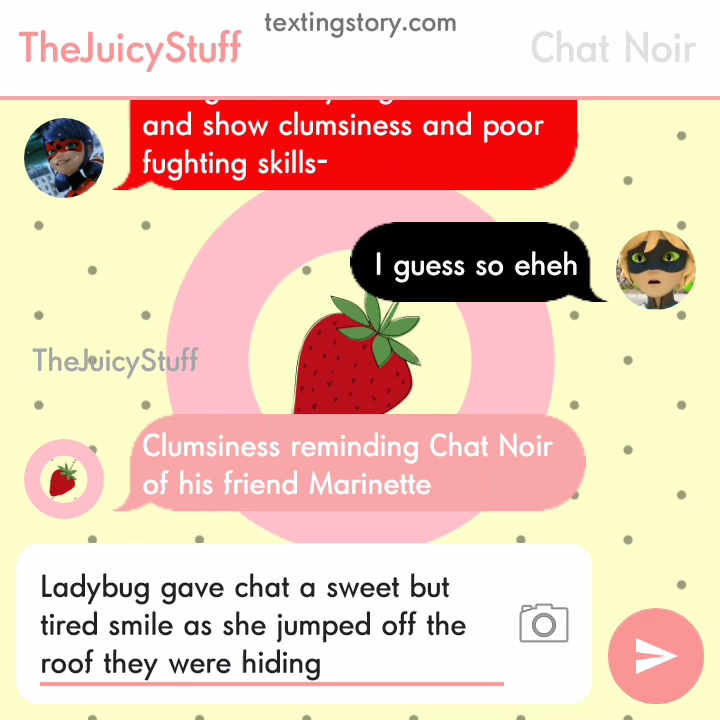 textingstory.com
TheJuicyStuff
Chat Noir
and show clumsiness and poor
fughting skills-
I guess so eheh
TheJuicyStuff
Clumsiness reminding Chat Noir
of his friend Marinette
Ladybug gave chat a sweet but
tired smile as she jumped off the
roof they were hiding